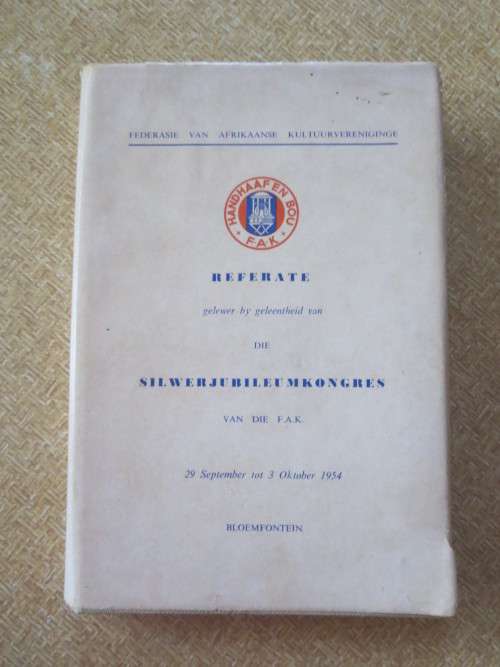 FEDERASIE VAN AFRIKAANSE KULTUURVERENIGINGE
HANDHAAF EN BOU
F.A.K.
REFERATE
gelewer by geleentheid van
DIE
SILWERJUBILEUMKONGRES
VAN DIE F.A.K.
29 September tot 3 Oktober 1954
BLOEMFONTEIN